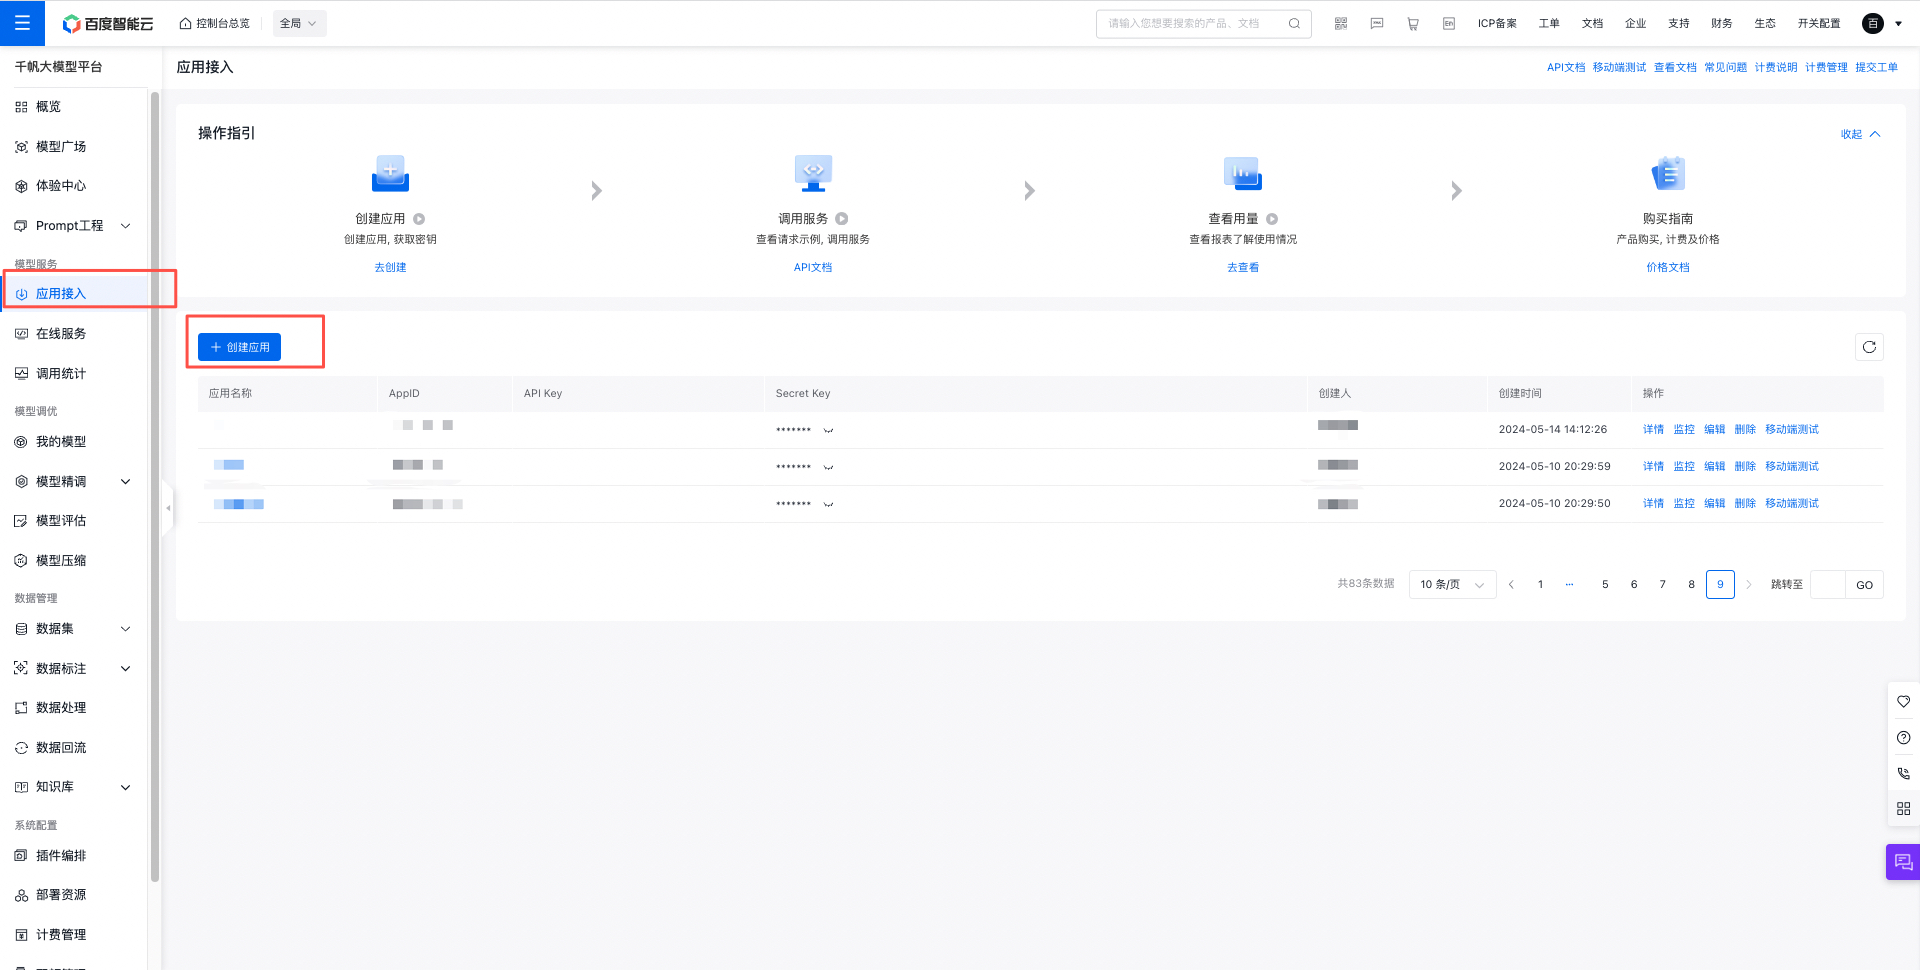 百度智能云
控制台总览
全局
请输入您想要搜索的产品、文档
ICP备案
工单
文档
企业
支持
财务
生态
开关配置
百
千帆大模型平台
概览
模型广场
体验中心
Prompt工程
模型服务
应用接入
在线服务
调用统计
模型调优
我的模型
模型精调
模型评估
模型压缩
数据管理
数据集
数据标注
数据处理
数据回流
知识库
系统配置
插件编排
部署资源
计费管理
应用接入
API文档 移动端测试 查看文档 常见问题 计费说明 计费管理 提交工单
操作指引
收起
创建应用
创建应用, 获取密钥
去创建
调用服务
查看请求示例, 调用服务
API文档
查看用量
查看报表了解使用情况
去查看
购买指南
产品购买, 计费及价格
价格文档
创建应用
应用名称 AppID API Key Secret Key 创建人 创建时间 操作
******* 2024-05-14 14:12:26 详情 监控 编辑 删除 移动端测试
******* 2024-05-10 20:29:59 详情 监控 编辑 删除 移动端测试
******* 2024-05-10 20:29:50 详情 监控 编辑 删除 移动端测试
共83条数据 10 条/页 1 ··· 5 6 7 8 9 跳转至 GO